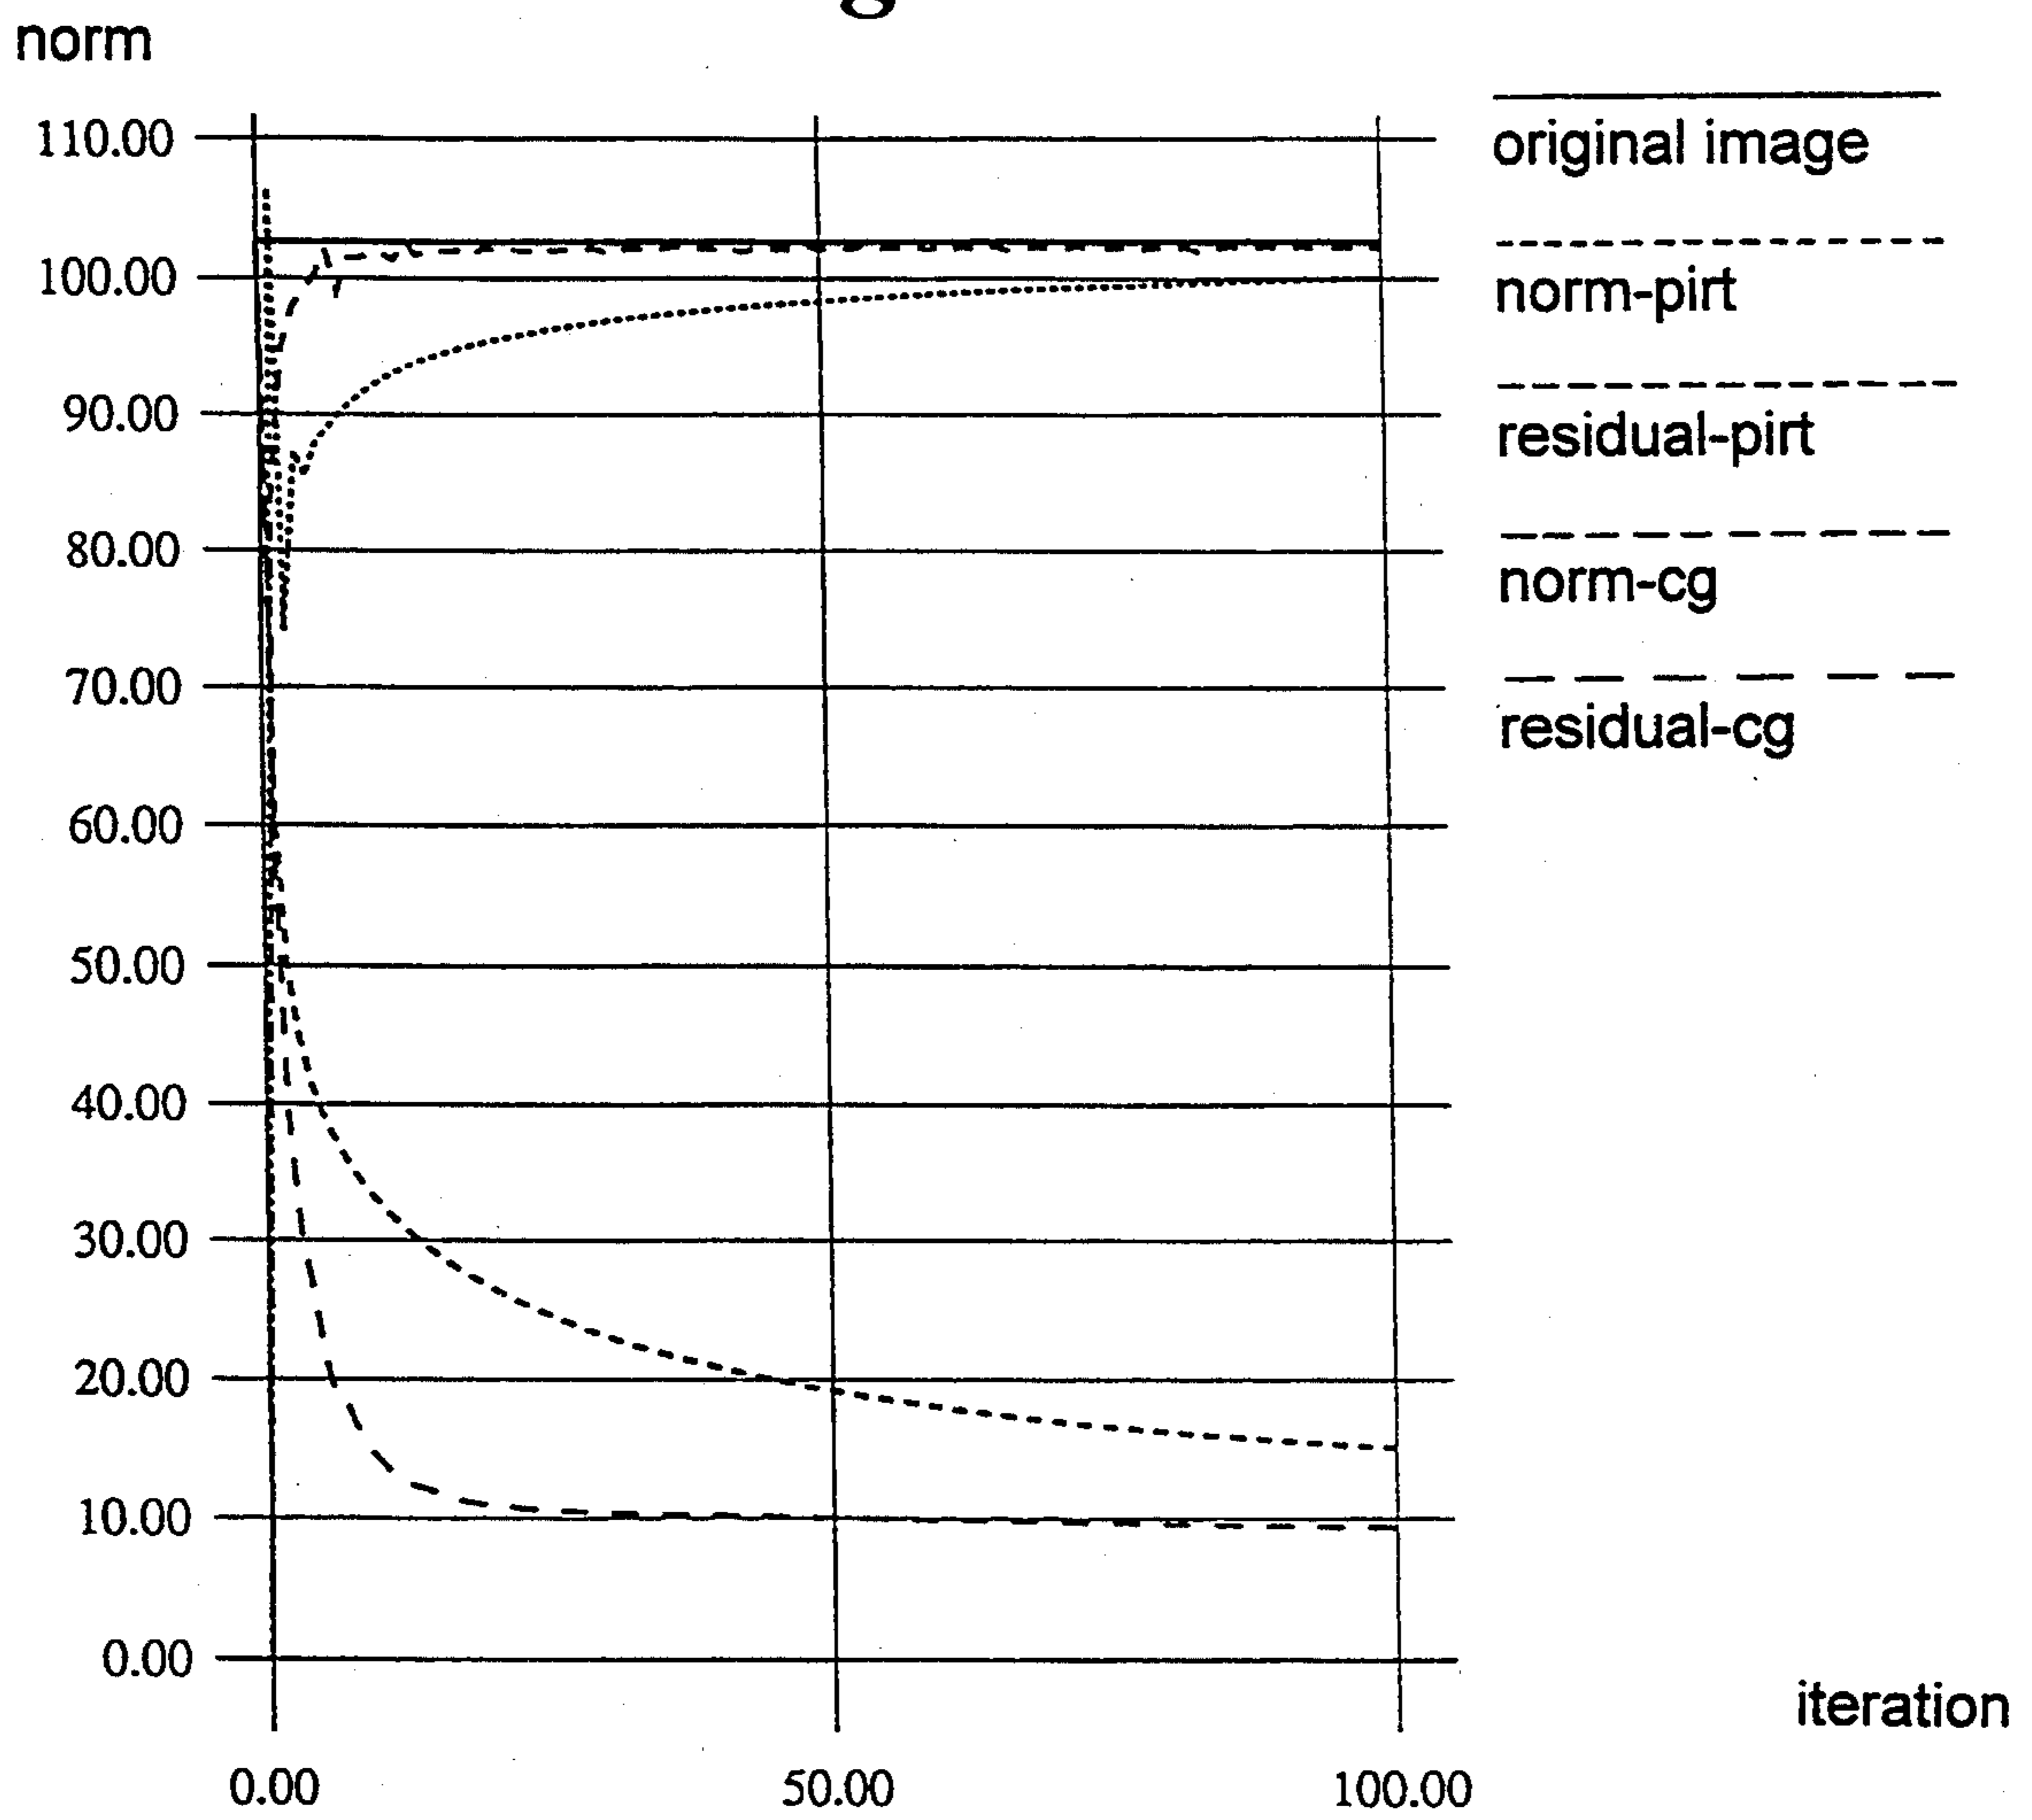 norm
110.00
100.00
90.00
80.00
70.00
60.00
50.00
40.00
30.00
20.00
10.00
0.00
0.00 50.00 100.00
iteration
original image
norm-pirt
residual-pirt
norm-cg
residual-cg